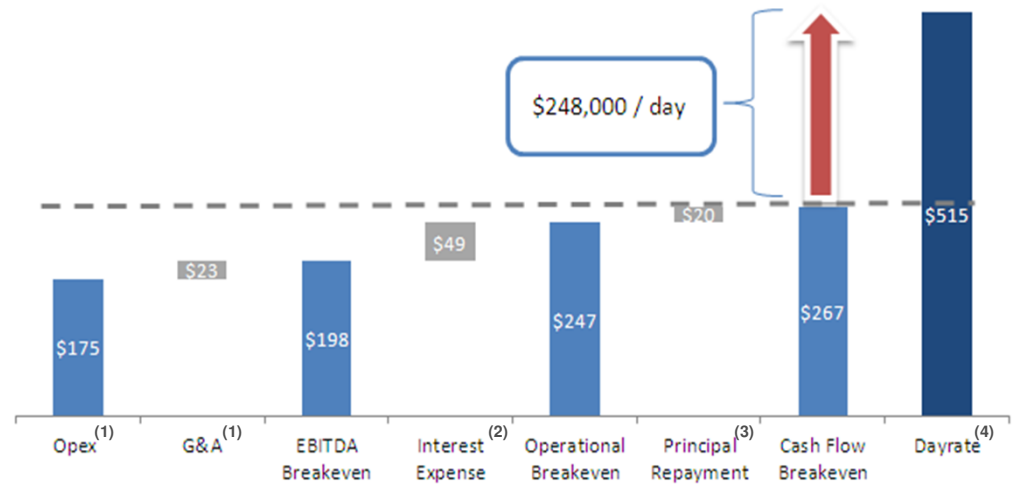 $248,000 / day
$175
$23
$198
$49
$247
$20
$267
$515
Opex(1)
G&A(1)
EBITDA
Breakeven
Interest(2)
Expense
Operational
Breakeven
Principal(3)
Repayment
Cash Flow
Breakeven
Dayrate(4)